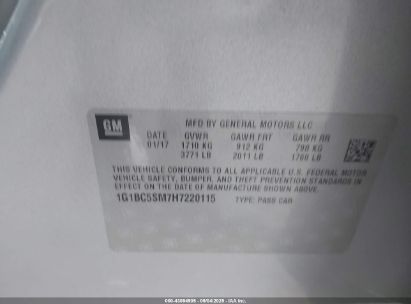 GM
MFD BY GENERAL MOTORS LLC
DATE GVWR GAWR FRT GAWR RR
01/17 1710 KG 912 KG 798 KG
3771 LB 2011 LB 1760 LB
THIS VEHICLE CONFORMS TO ALL APPLICABLE U.S. FEDERAL MOTOR
VEHICLE SAFETY, BUMPER, AND THEFT PREVENTION STANDARDS IN
EFFECT ON THE DATE OF MANUFACTURE SHOWN ABOVE.
1G1BC5SM7H7220115 TYPE: PASS CAR